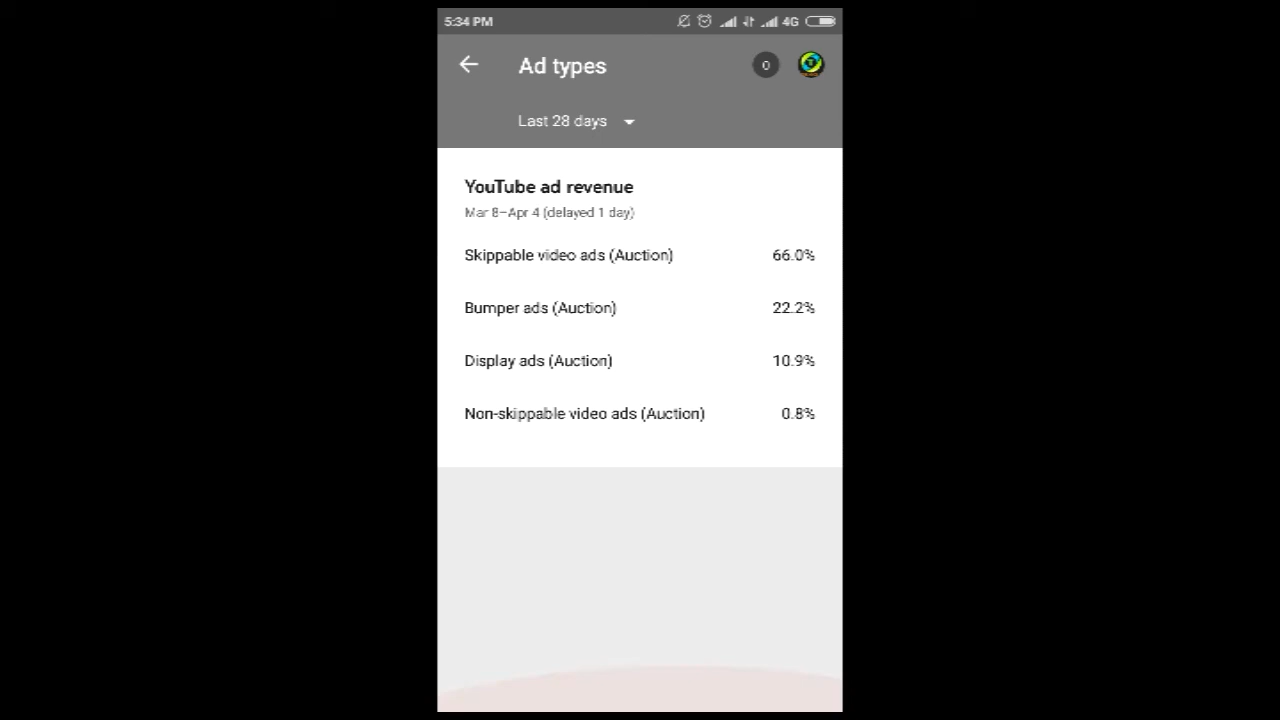 5:34 PM 4G
Ad types 0
Last 28 days
YouTube ad revenue
Mar 8–Apr 4 (delayed 1 day)
Skippable video ads (Auction) 66.0%
Bumper ads (Auction) 22.2%
Display ads (Auction) 10.9%
Non-skippable video ads (Auction) 0.8%